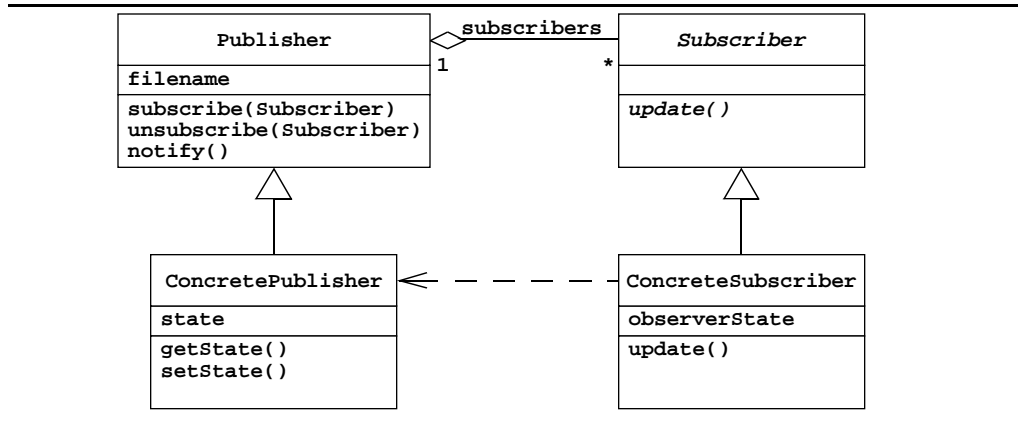 Publisher
filename
subscribe(Subscriber)
unsubscribe(Subscriber)
notify()
subscribers
1
*
Subscriber
update()
ConcretePublisher
state
getState()
setState()
ConcreteSubscriber
observerState
update()